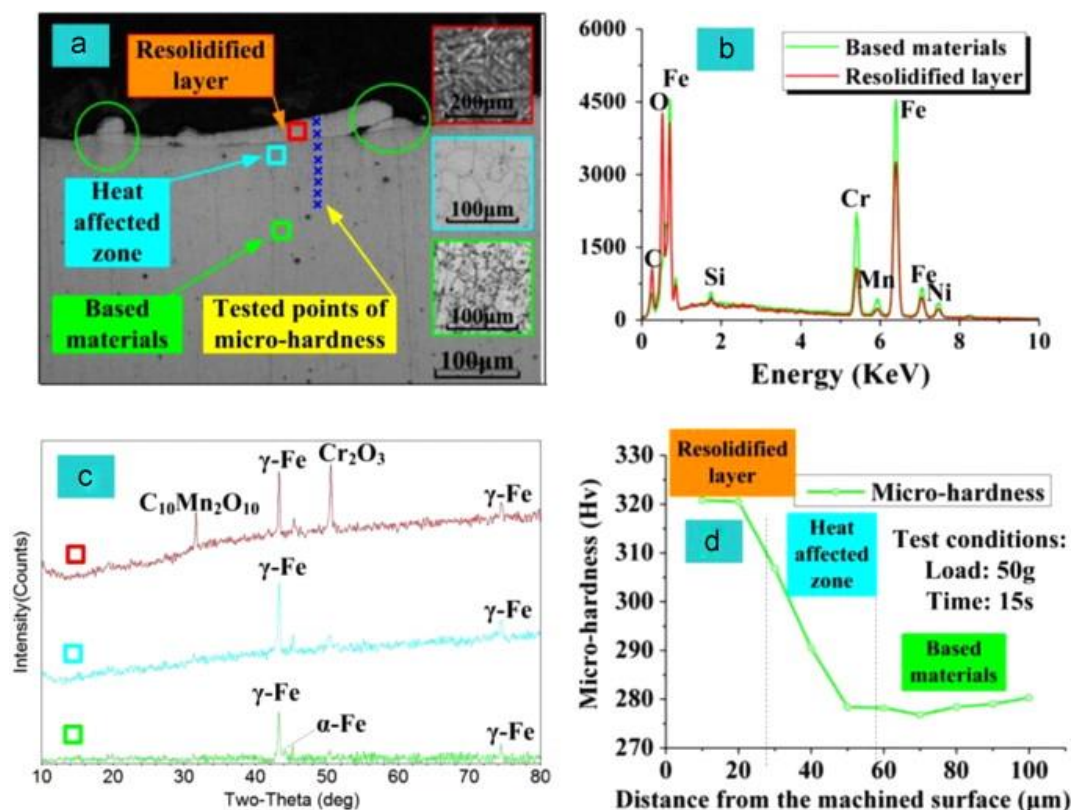 a
Resolidified
layer
200μm
Heat
affected
zone
100μm
Based
materials
Tested points of
micro-hardness
100μm
100μm
b
6000
4500
3000
1500
0
Based materials
Resolidified layer
Fe
O
C
Si
Cr
Mn
Fe
Fe
Ni
0 2 4 6 8 10
Energy (KeV)
c
Intensity(Counts)
C₁₀Mn₂O₁₀
γ-Fe
Cr₂O₃
γ-Fe
γ-Fe
γ-Fe
γ-Fe
α-Fe
γ-Fe
10 20 30 40 50 60 70 80
Two-Theta (deg)
d
Micro-hardness (Hv)
330
320
310
300
290
280
270
Resolidified
layer
Micro-hardness
Heat
affected
zone
Test conditions:
Load: 50g
Time: 15s
Based
materials
0 20 40 60 80 100
Distance from the machined surface (μm)